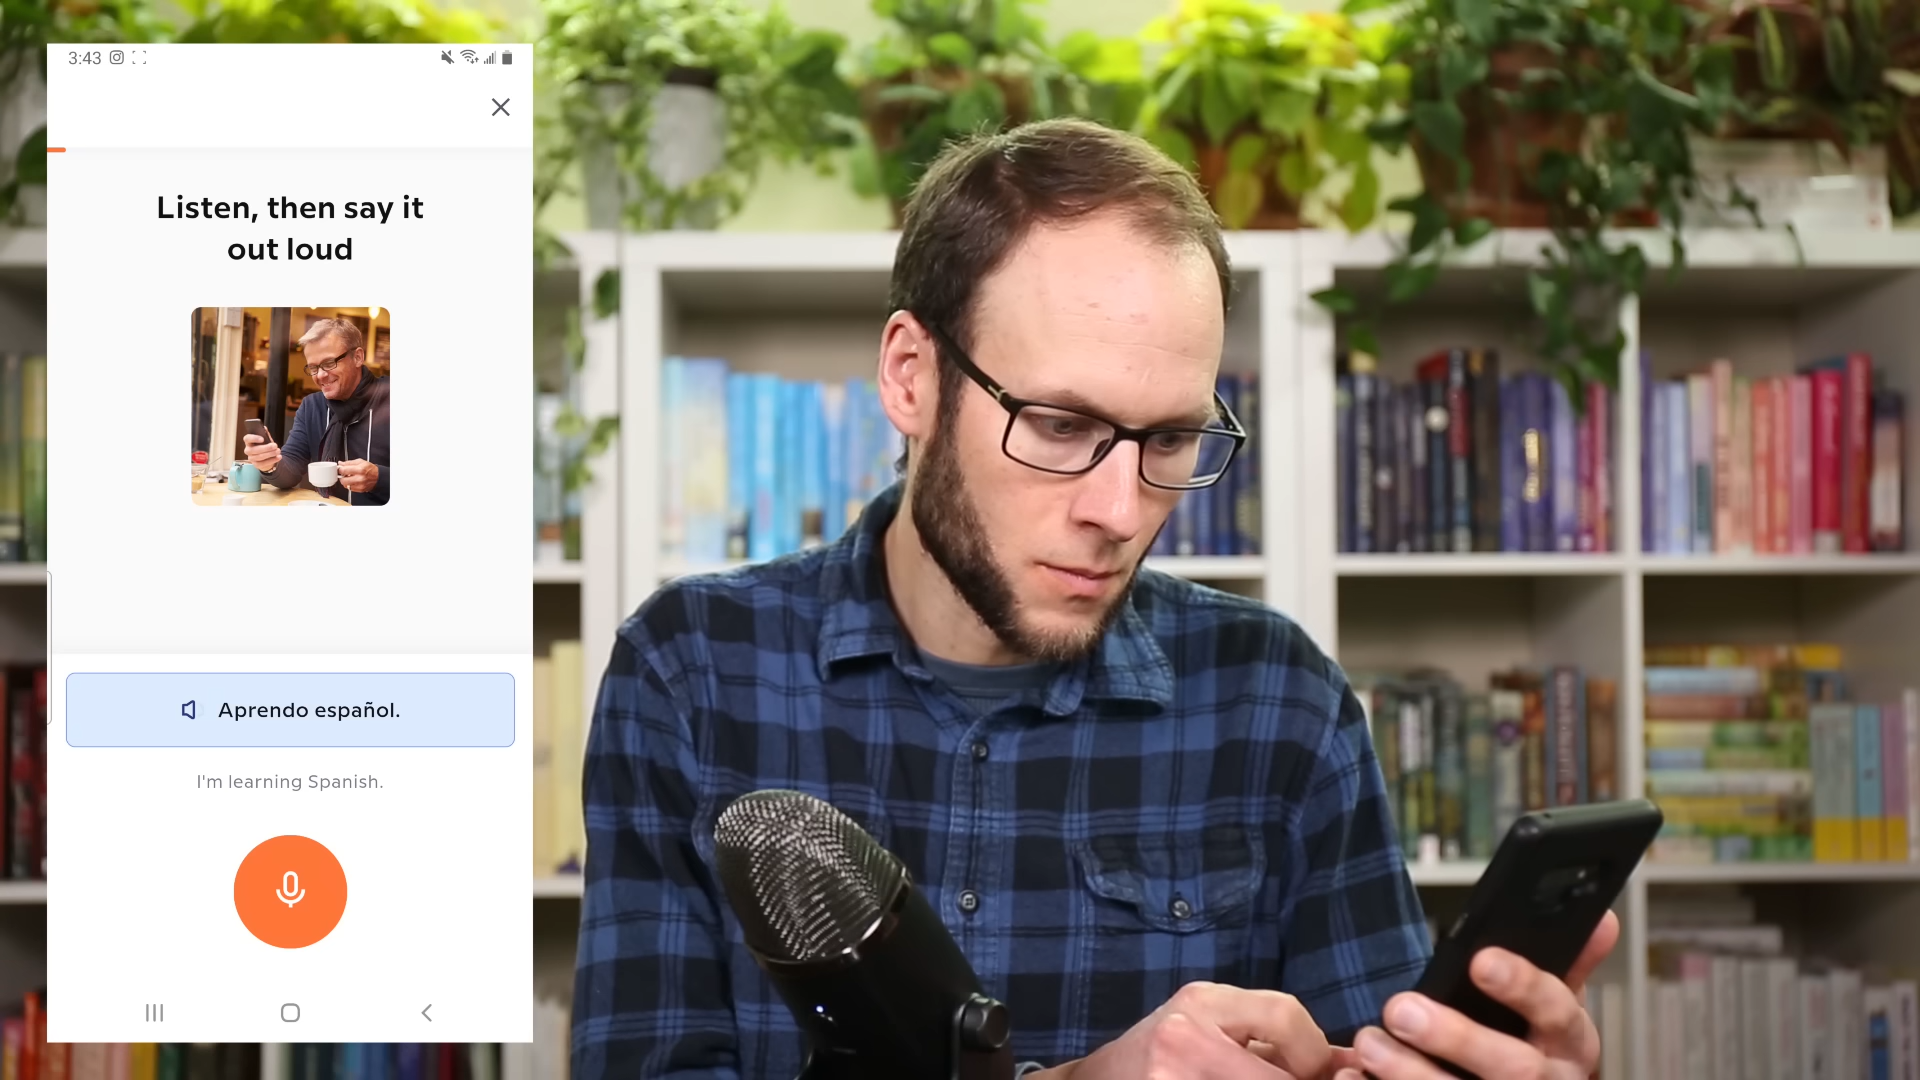 3:43
Listen, then say it
out loud
Aprendo español.
I'm learning Spanish.